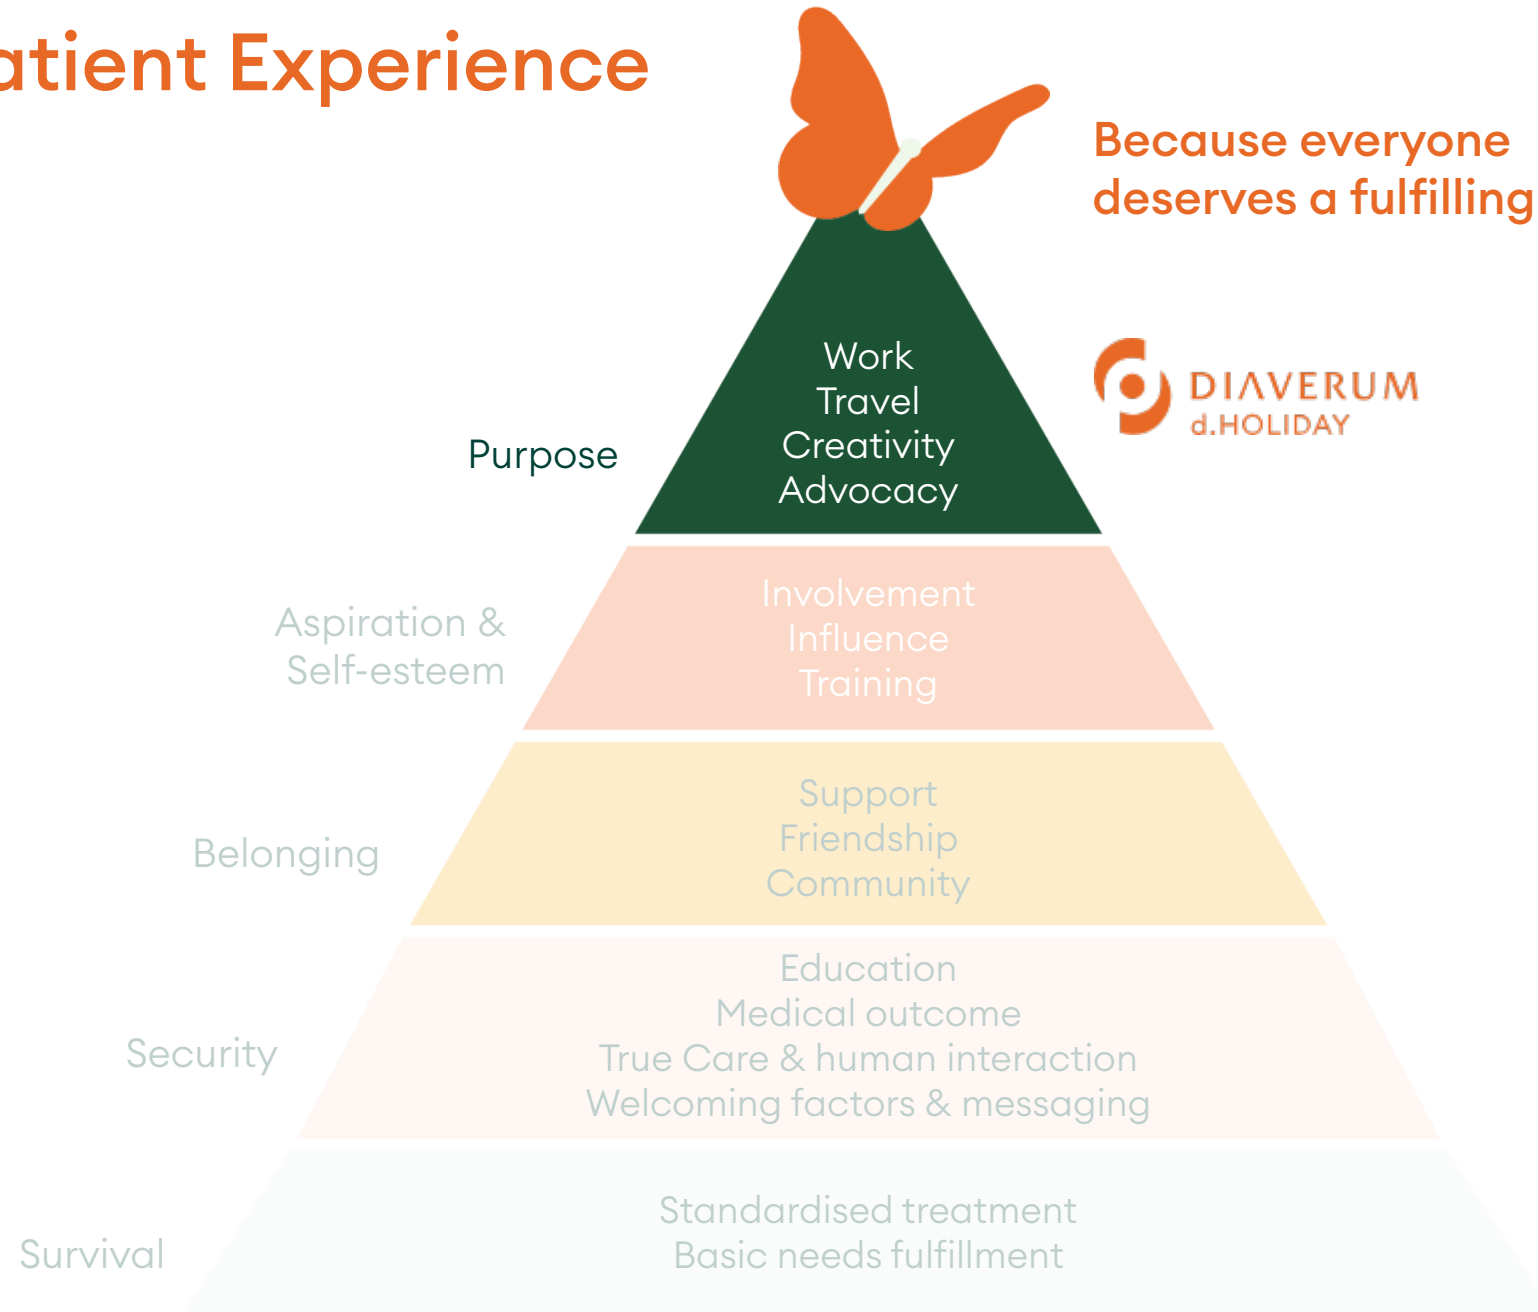 atient Experience
Because everyone
deserves a fulfilling
DIAVERUM
d.HOLIDAY
Purpose
Work
Travel
Creativity
Advocacy
Aspiration &
Self-esteem
Involvement
Influence
Training
Belonging
Support
Friendship
Community
Security
Education
Medical outcome
True Care & human interaction
Welcoming factors & messaging
Survival
Standardised treatment
Basic needs fulfillment